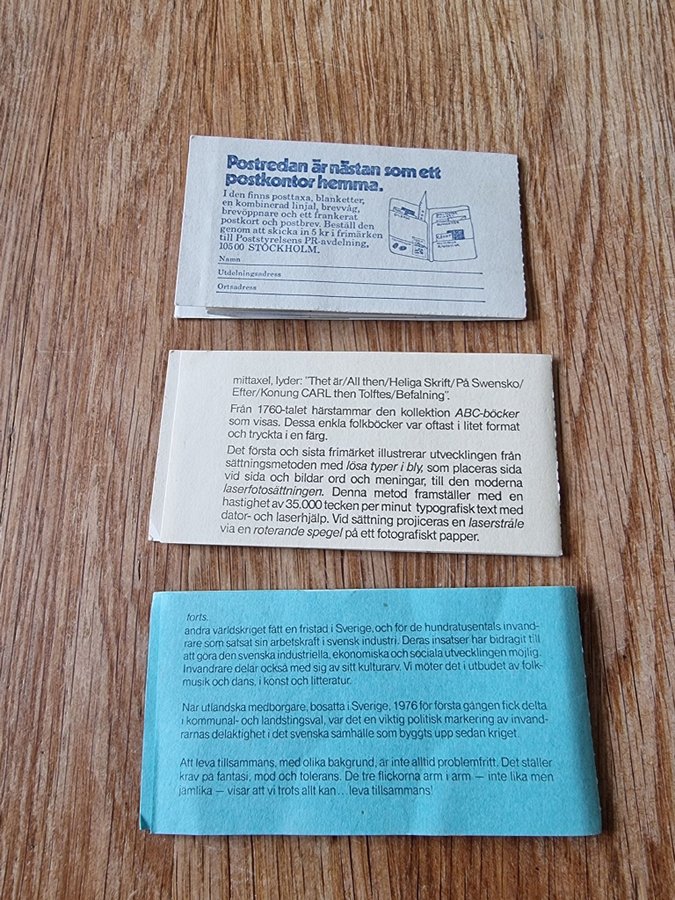 Postredan är nästan som ett
postkontor hemma.
I den finns posttaxa, blanketter,
en kombinerad linjal, brevvåg,
brevöppnare och ett frankerat
postkort och postbrev. Beställ den
genom att skicka in 5 kr i frimärken
till Poststyrelsens PR-avdelning,
105 00 STOCKHOLM.
Namn
Utdelningsadress
Ortsadress
mittaxel, lyder: "Thet är/All then/Heliga Skrift/På Swensko/
Efter/Konung CARL then Tolftes/Befalning".
Från 1760-talet härstammar den kollektion ABC-böcker
som visas. Dessa enkla folkböcker var oftast i litet format
och tryckta i en färg.
Det första och sista frimärket illustrerar utvecklingen från
sättningsmetoden med lösa typer i bly, som placeras sida
vid sida och bildar ord och meningar, till den moderna
laserfotosättningen. Denna metod framställer med en
hastighet av 35.000 tecken per minut typografisk text med
dator- och laserhjälp. Vid sättning projiceras en laserstråle
via en roterande spegel på ett fotografiskt papper.
forts.
andra världskriget fått en fristad i Sverige, och för de hundratusentals invand-
rare som satsat sin arbetskraft i svensk industri. Deras insatser har bidragit till
att göra den svenska industriella, ekonomiska och sociala utvecklingen möjlig.
Invandrare delar också med sig av sitt kulturarv. Vi möter det i utbudet av folk-
musik och dans, i konst och litteratur.
När utländska medborgare, bosatta i Sverige, 1976 för första gången fick delta
i kommunal- och landstingsval, var det en viktig politisk markering av invand-
rarnas delaktighet i det svenska samhälle som byggts upp sedan kriget.
Att leva tillsammans, med olika bakgrund, är inte alltid problemfritt. Det ställer
krav på fantasi, mod och tolerans. De tre flickorna arm i arm — inte lika men
jämlika — visar att vi trots allt kan... leva tillsammans!